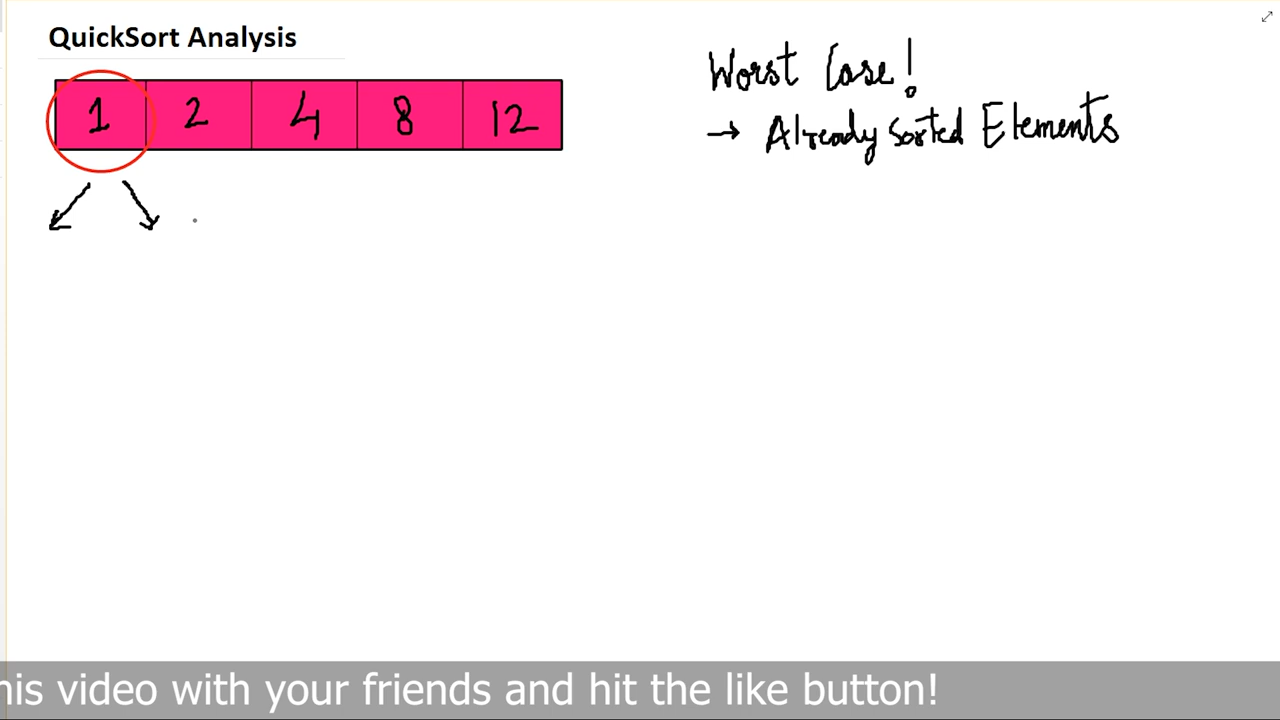 QuickSort Analysis
1 2 4 8 12
Worst Case!
→ Already sorted Elements
his video with your friends and hit the like button!